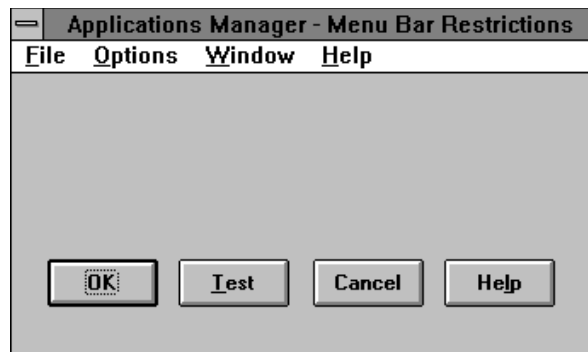 Applications Manager - Menu Bar Restrictions
File Options Window Help
OK Test Cancel Help